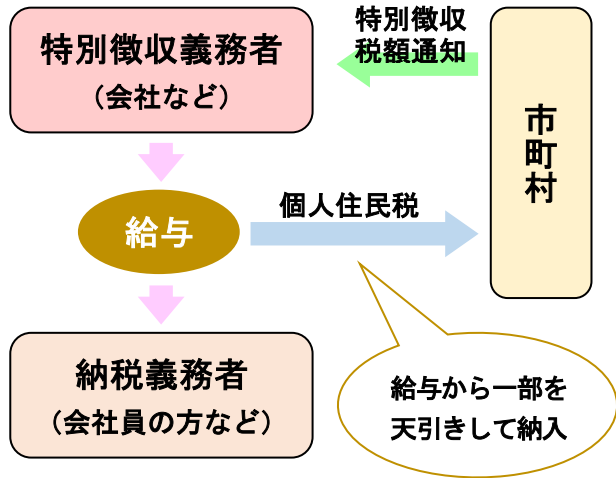 特別徴収義務者
（会社など）
特別徴収
税額通知
市町村
給与
個人住民税
納税義務者
（会社員の方など）
給与から一部を
天引きして納入